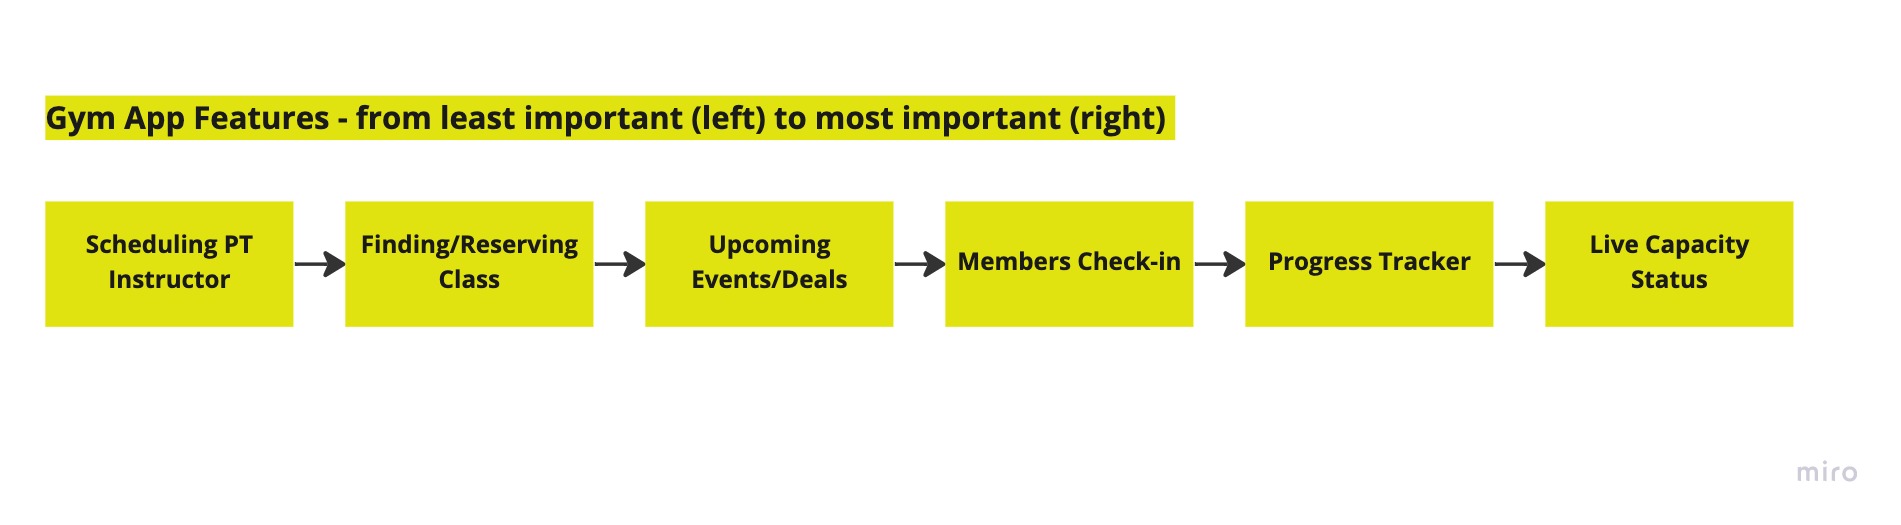 Gym App Features - from least important (left) to most important (right)
Scheduling PT
Instructor
Finding/Reserving
Class
Upcoming
Events/Deals
Members Check-in
Progress Tracker
Live Capacity
Status
miro